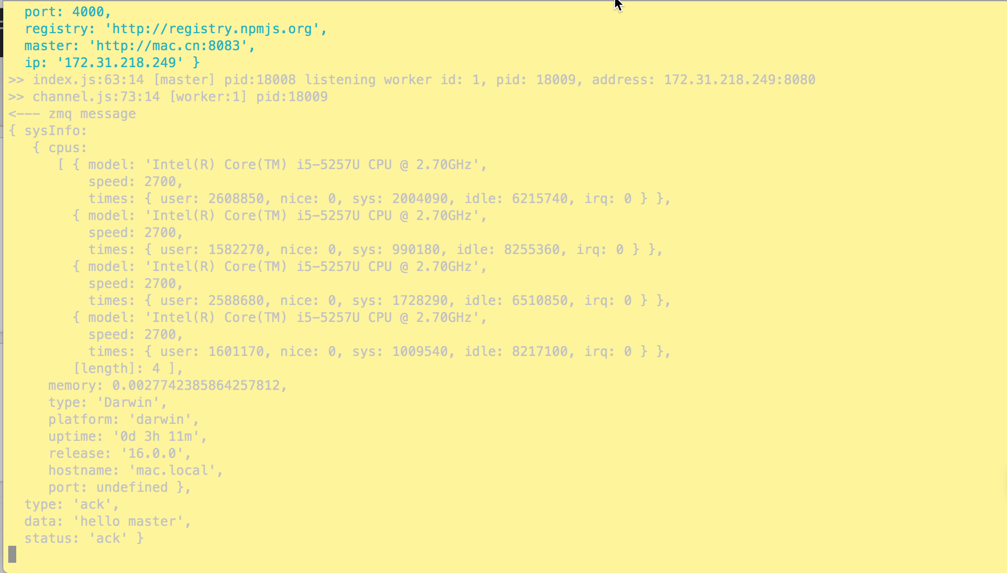 port: 4000,
registry: 'http://registry.npmjs.org',
master: 'http://mac.cn:8083',
ip: '172.31.218.249' }
>> index.js:63:14 [master] pid:18008 listening worker id: 1, pid: 18009, address: 172.31.218.249:8080
>> channel.js:73:14 [worker:1] pid:18009
<--- zmq message
{ sysInfo:
{ cpus:
[ { model: 'Intel(R) Core(TM) i5-5257U CPU @ 2.70GHz',
speed: 2700,
times: { user: 2608850, nice: 0, sys: 2004090, idle: 6215740, irq: 0 } },
{ model: 'Intel(R) Core(TM) i5-5257U CPU @ 2.70GHz',
speed: 2700,
times: { user: 1582270, nice: 0, sys: 990180, idle: 8255360, irq: 0 } },
{ model: 'Intel(R) Core(TM) i5-5257U CPU @ 2.70GHz',
speed: 2700,
times: { user: 2588680, nice: 0, sys: 1728290, idle: 6510850, irq: 0 } },
{ model: 'Intel(R) Core(TM) i5-5257U CPU @ 2.70GHz',
speed: 2700,
times: { user: 1601170, nice: 0, sys: 1009540, idle: 8217100, irq: 0 } },
[length]: 4 ],
memory: 0.0027742385864257812,
type: 'Darwin',
platform: 'darwin',
uptime: '0d 3h 11m',
release: '16.0.0',
hostname: 'mac.local',
port: undefined },
type: 'ack',
data: 'hello master',
status: 'ack' }